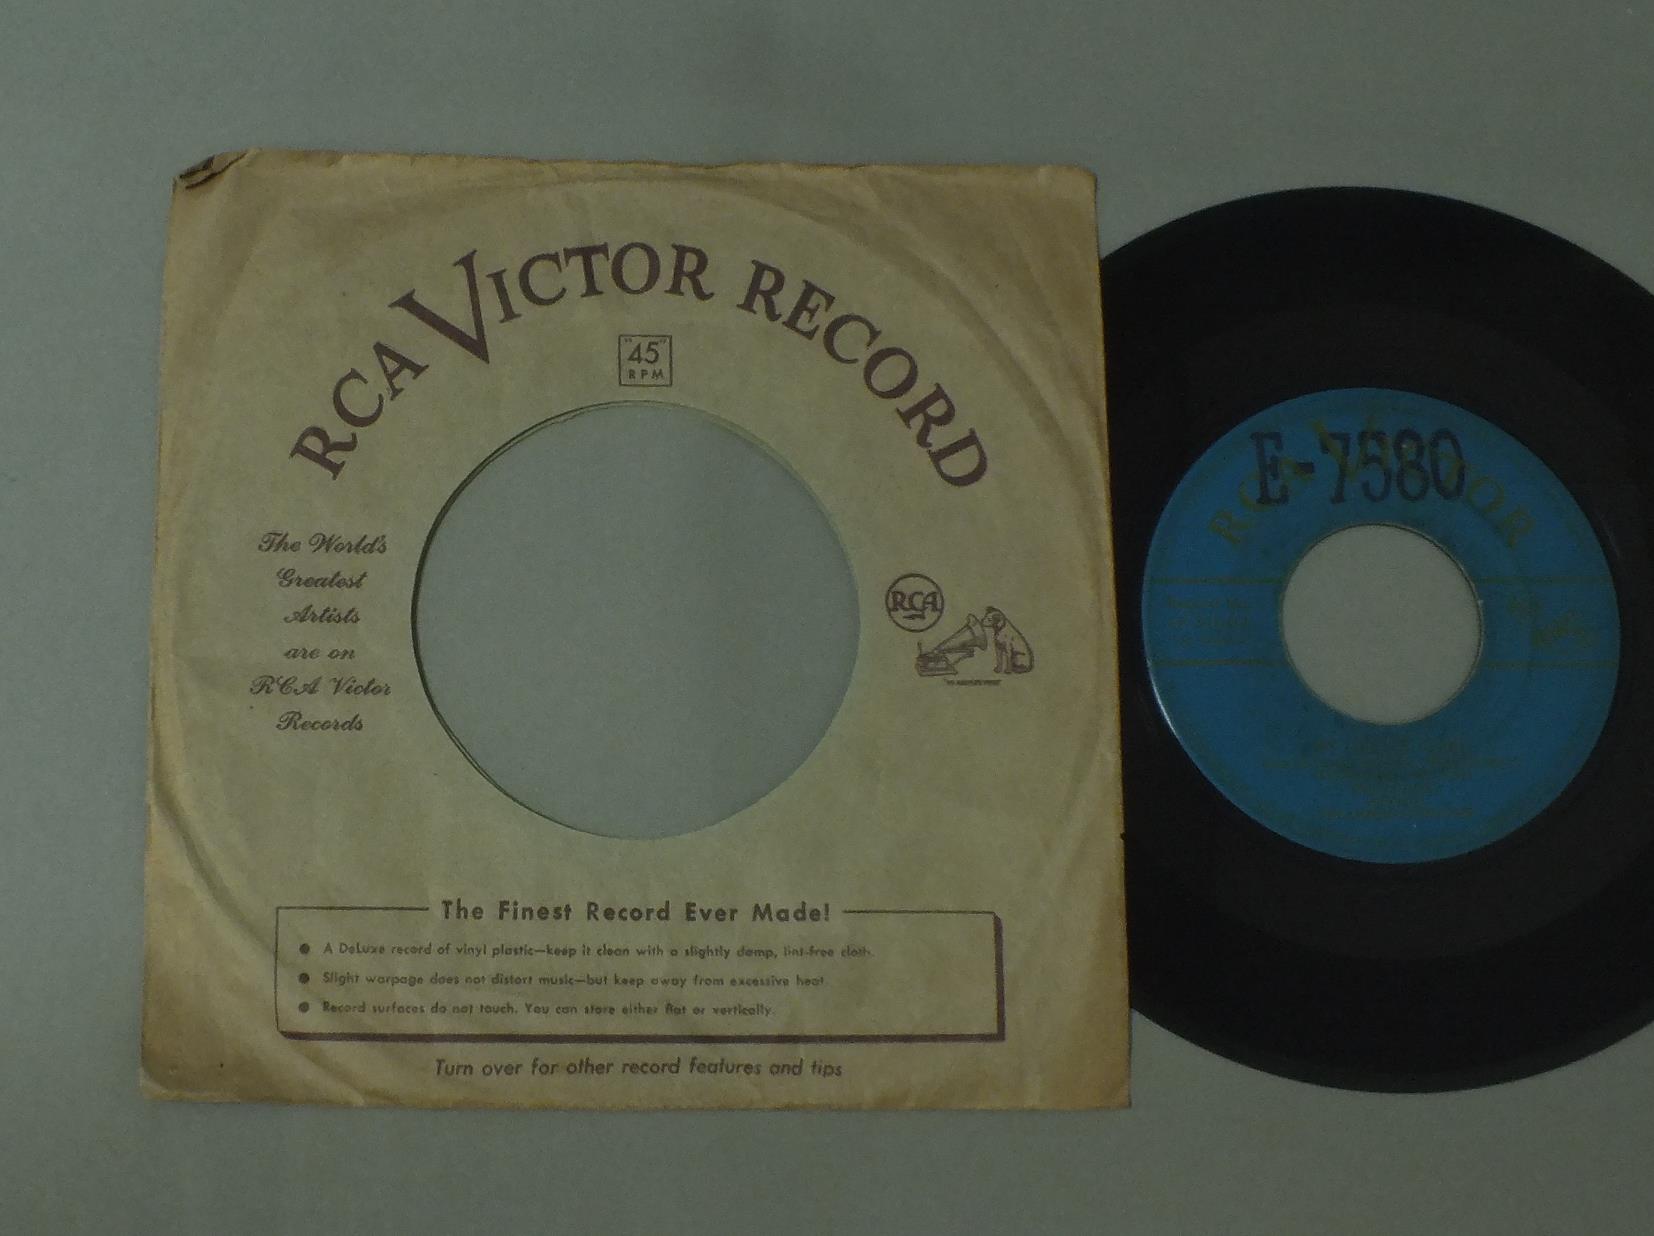 RCA VICTOR RECORD
"45"
RPM
The World's
Greatest
Artists
are on
RCA Victor
Records
RCA
The Finest Record Ever Made!
• A DeLuxe record of vinyl plastic—keep it clean with a slightly damp, lint-free cloth.
• Slight warpage does not distort music—but keep away from excessive heat.
• Record surfaces do not touch. You can store either flat or vertically.
Turn over for other record features and tips
RCA VICTOR
E-7580